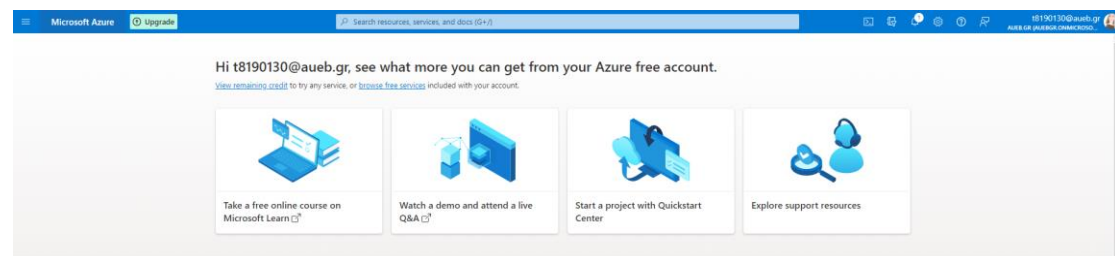 Microsoft Azure
Upgrade
Search resources, services, and docs (G+/)
1
t8190130@aueb.gr
AUEB.GR (AUEBGR.ONMICROSO...
Hi t8190130@aueb.gr, see what more you can get from your Azure free account.
View remaining credit to try any service, or browse free services included with your account.
Take a free online course on
Microsoft Learn
Watch a demo and attend a live
Q&A
Start a project with Quickstart
Center
Explore support resources